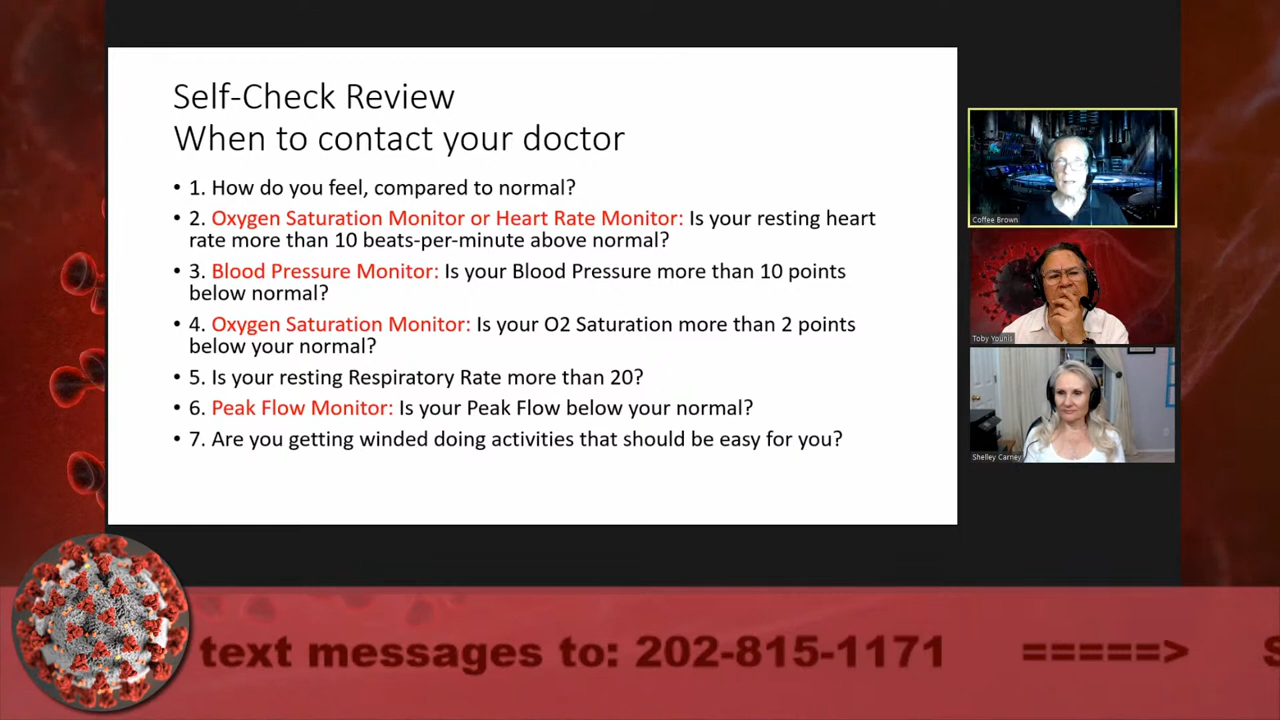 Self-Check Review
When to contact your doctor
• 1. How do you feel, compared to normal?
• 2. Oxygen Saturation Monitor or Heart Rate Monitor: Is your resting heart
rate more than 10 beats-per-minute above normal?
• 3. Blood Pressure Monitor: Is your Blood Pressure more than 10 points
below normal?
• 4. Oxygen Saturation Monitor: Is your O2 Saturation more than 2 points
below your normal?
• 5. Is your resting Respiratory Rate more than 20?
• 6. Peak Flow Monitor: Is your Peak Flow below your normal?
• 7. Are you getting winded doing activities that should be easy for you?
Coffee Brown
Toby Younis
Shelley Carney
text messages to: 202-815-1171 =====>